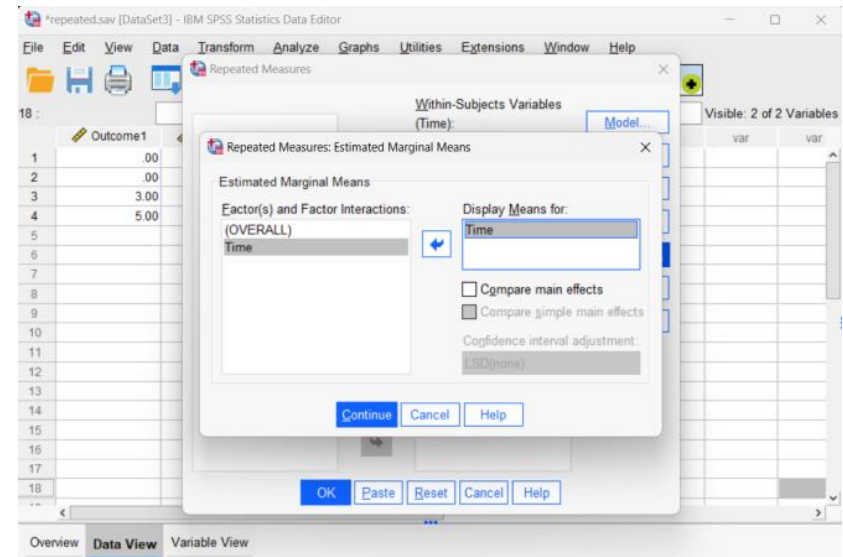 *repeated.sav [DataSet3] - IBM SPSS Statistics Data Editor
File Edit View Data Transform Analyze Graphs Utilities Extensions Window Help
Repeated Measures
18 :
Within-Subjects Variables
(Time):
Model...
Visible: 2 of 2 Variables
Outcome1
var var
Repeated Measures: Estimated Marginal Means
Estimated Marginal Means
Factor(s) and Factor Interactions:
Display Means for:
(OVERALL)
Time
Time
Compare main effects
Compare simple main effects
Confidence interval adjustment:
LSD(none)
Continue Cancel Help
1 .00
2 .00
3 3.00
4 5.00
5
6
7
8
9
10
11
12
13
14
15
16
17
18
OK Paste Reset Cancel Help
Overview Data View Variable View